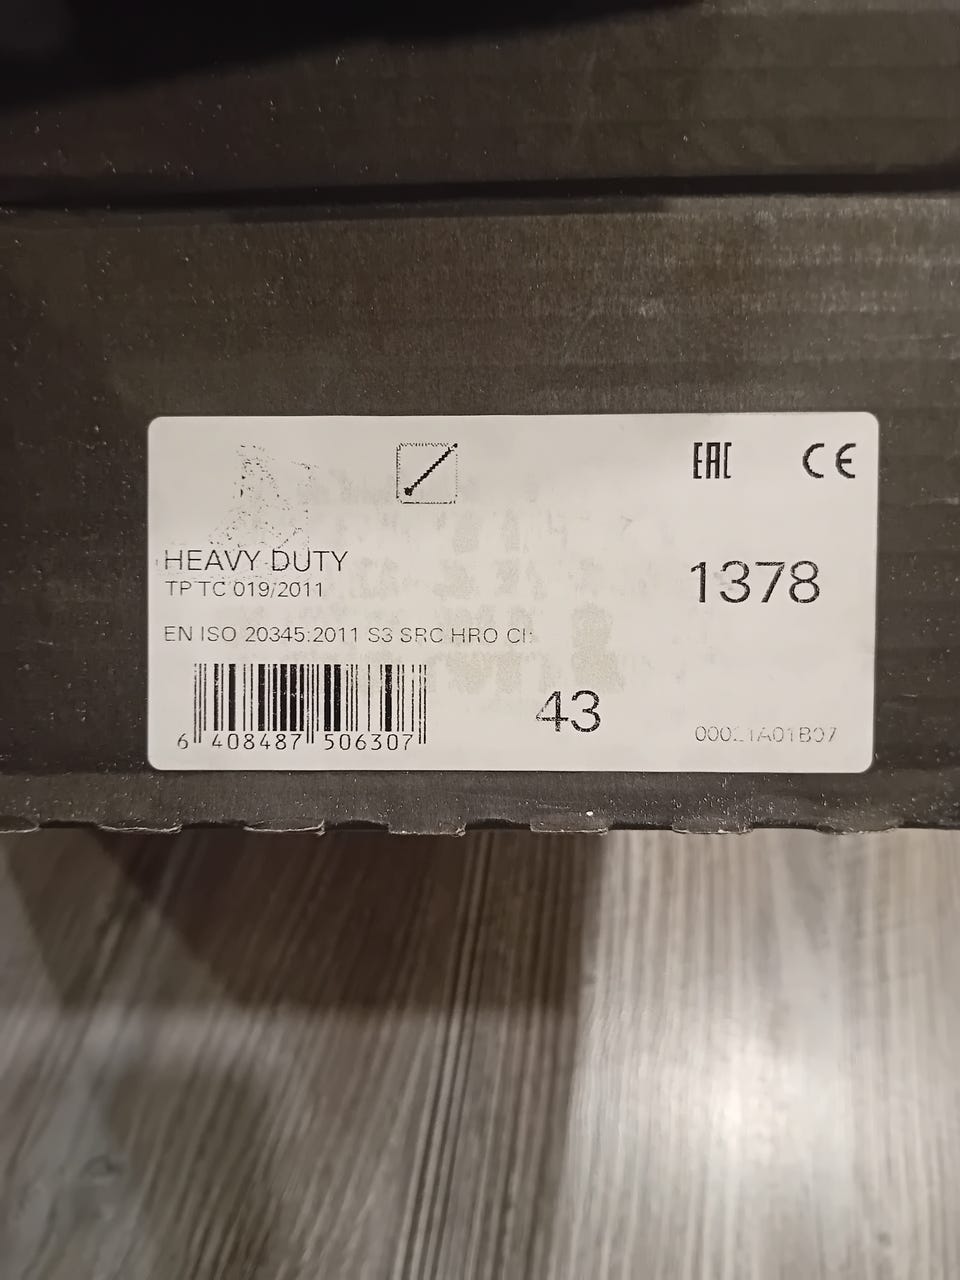 EAC CE
HEAVY DUTY
TP TC 019/2011
1378
EN ISO 20345:2011 S3 SRC HRO CI
43
6 408487 506307